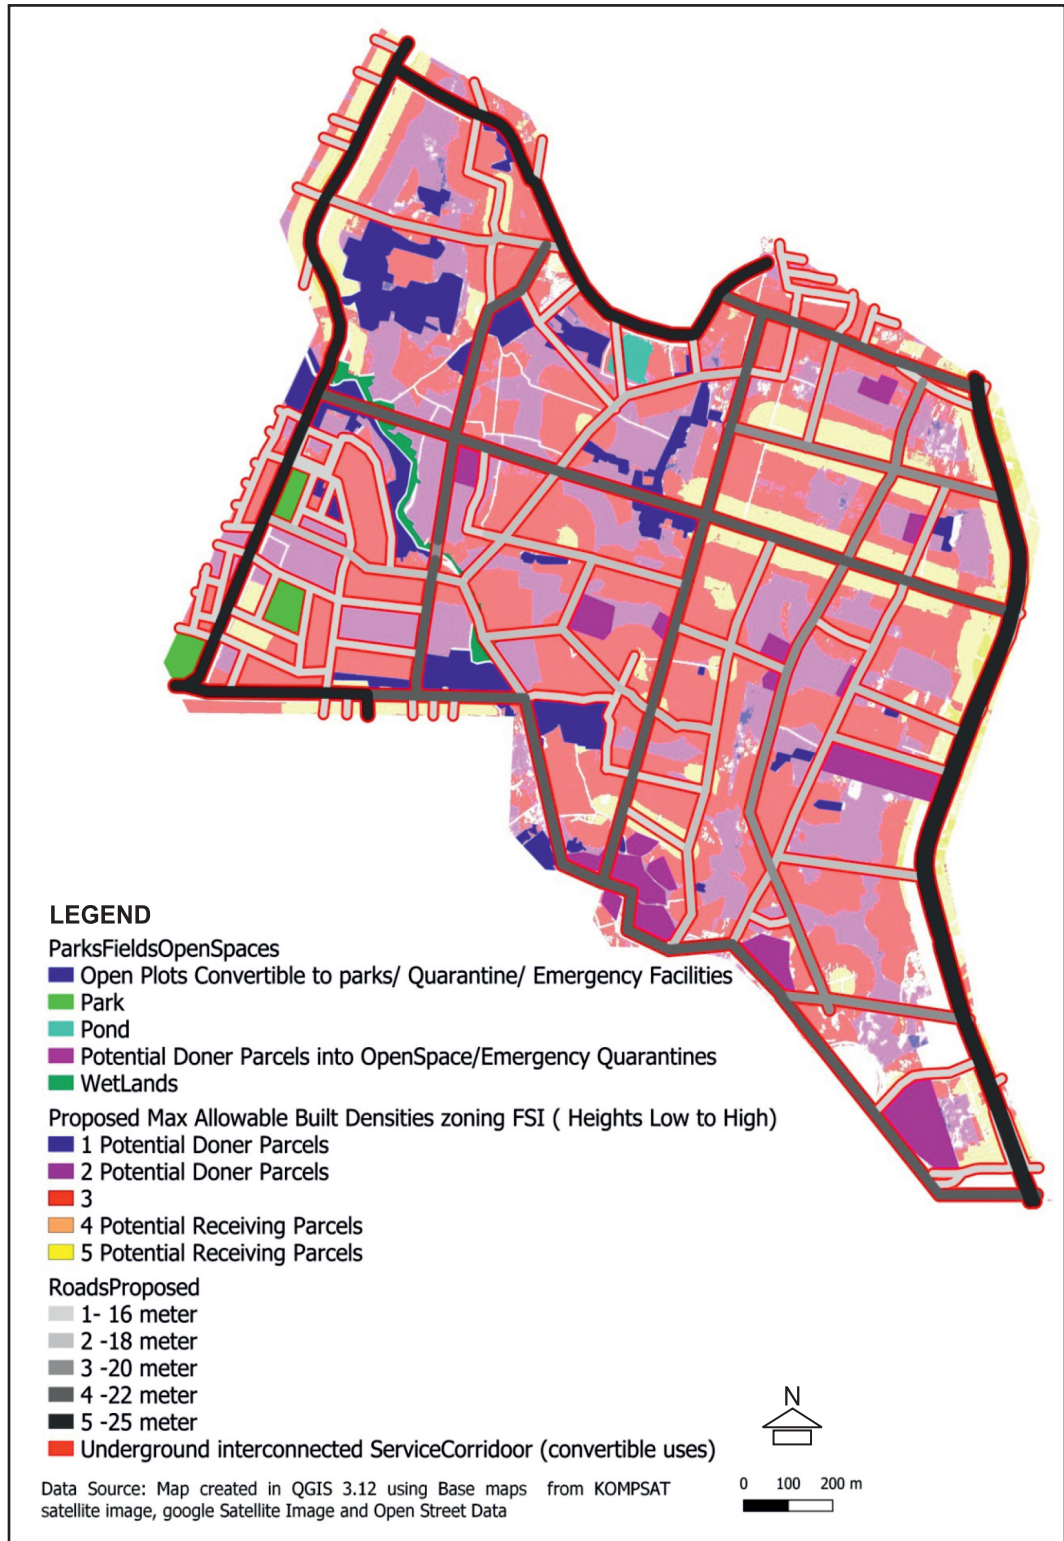 LEGEND
ParksFieldsOpenSpaces
Open Plots Convertible to parks/ Quarantine/ Emergency Facilities
Park
Pond
Potential Doner Parcels into OpenSpace/Emergency Quarantines
WetLands
Proposed Max Allowable Built Densities zoning FSI ( Heights Low to High)
1 Potential Doner Parcels
2 Potential Doner Parcels
3
4 Potential Receiving Parcels
5 Potential Receiving Parcels
RoadsProposed
1- 16 meter
2 -18 meter
3 -20 meter
4 -22 meter
5 -25 meter
Underground interconnected ServiceCorridoor (convertible uses)
N
0 100 200 m
Data Source: Map created in QGIS 3.12 using Base maps from KOMPSAT
satellite image, google Satellite Image and Open Street Data